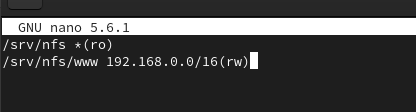 GNU nano 5.6.1
/srv/nfs *(ro)
/srv/nfs/www 192.168.0.0/16(rw)